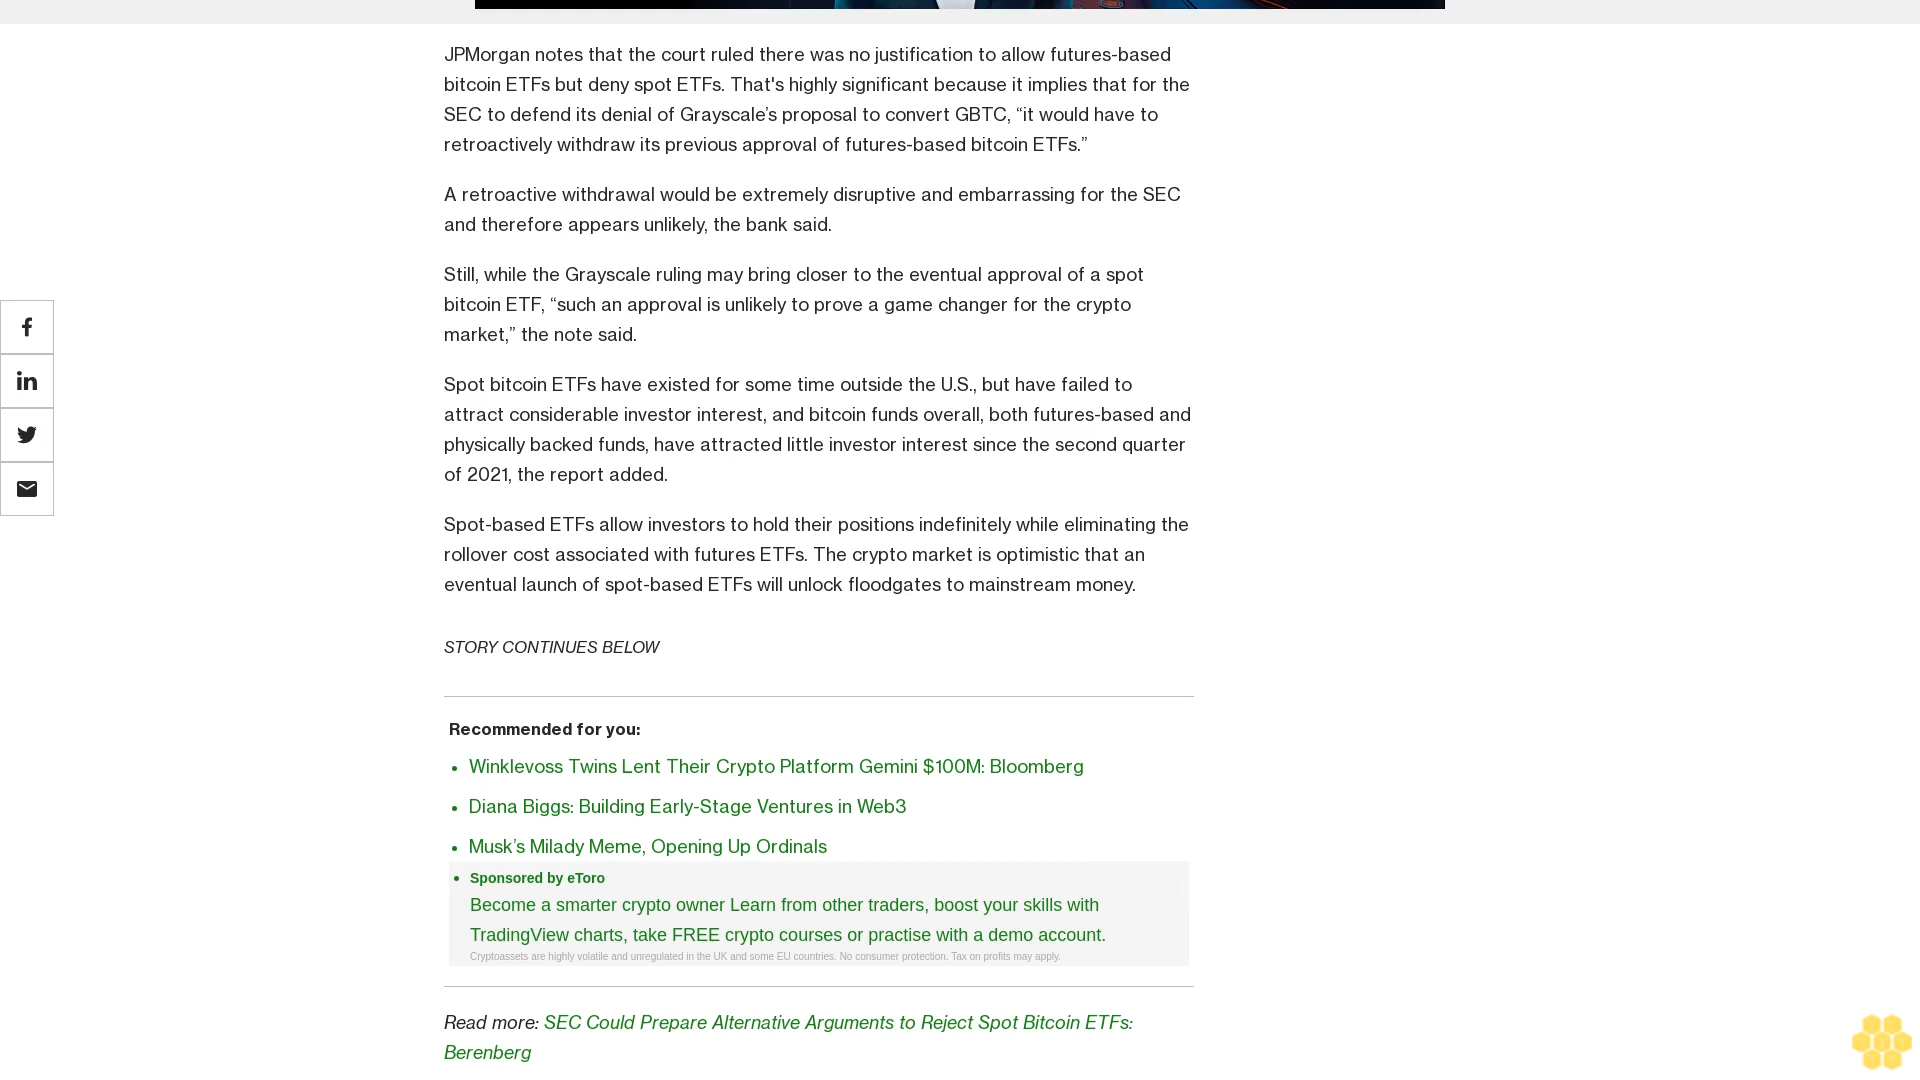 JPMorgan notes that the court ruled there was no justification to allow futures-based
bitcoin ETFs but deny spot ETFs. That's highly significant because it implies that for the
SEC to defend its denial of Grayscale’s proposal to convert GBTC, “it would have to
retroactively withdraw its previous approval of futures-based bitcoin ETFs.”
A retroactive withdrawal would be extremely disruptive and embarrassing for the SEC
and therefore appears unlikely, the bank said.
Still, while the Grayscale ruling may bring closer to the eventual approval of a spot
bitcoin ETF, “such an approval is unlikely to prove a game changer for the crypto
market,” the note said.
Spot bitcoin ETFs have existed for some time outside the U.S., but have failed to
attract considerable investor interest, and bitcoin funds overall, both futures-based and
physically backed funds, have attracted little investor interest since the second quarter
of 2021, the report added.
Spot-based ETFs allow investors to hold their positions indefinitely while eliminating the
rollover cost associated with futures ETFs. The crypto market is optimistic that an
eventual launch of spot-based ETFs will unlock floodgates to mainstream money.
STORY CONTINUES BELOW
Recommended for you:
• Winklevoss Twins Lent Their Crypto Platform Gemini $100M: Bloomberg
• Diana Biggs: Building Early-Stage Ventures in Web3
• Musk’s Milady Meme, Opening Up Ordinals
• Sponsored by eToro
Become a smarter crypto owner Learn from other traders, boost your skills with
TradingView charts, take FREE crypto courses or practise with a demo account.
Cryptoassets are highly volatile and unregulated in the UK and some EU countries. No consumer protection. Tax on profits may apply.
Read more: SEC Could Prepare Alternative Arguments to Reject Spot Bitcoin ETFs:
Berenberg